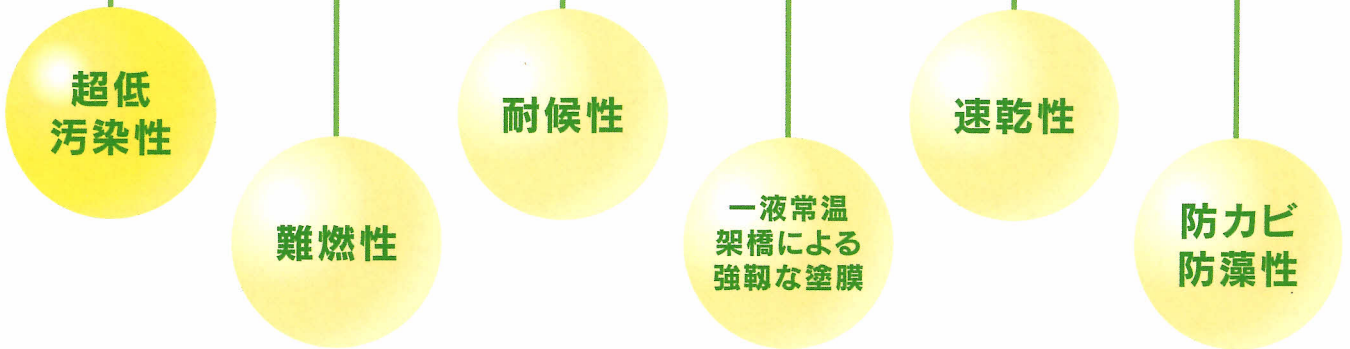 超低
汚染性
難燃性
耐候性
一液常温
架橋による
強靱な塗膜
速乾性
防カビ
防藻性